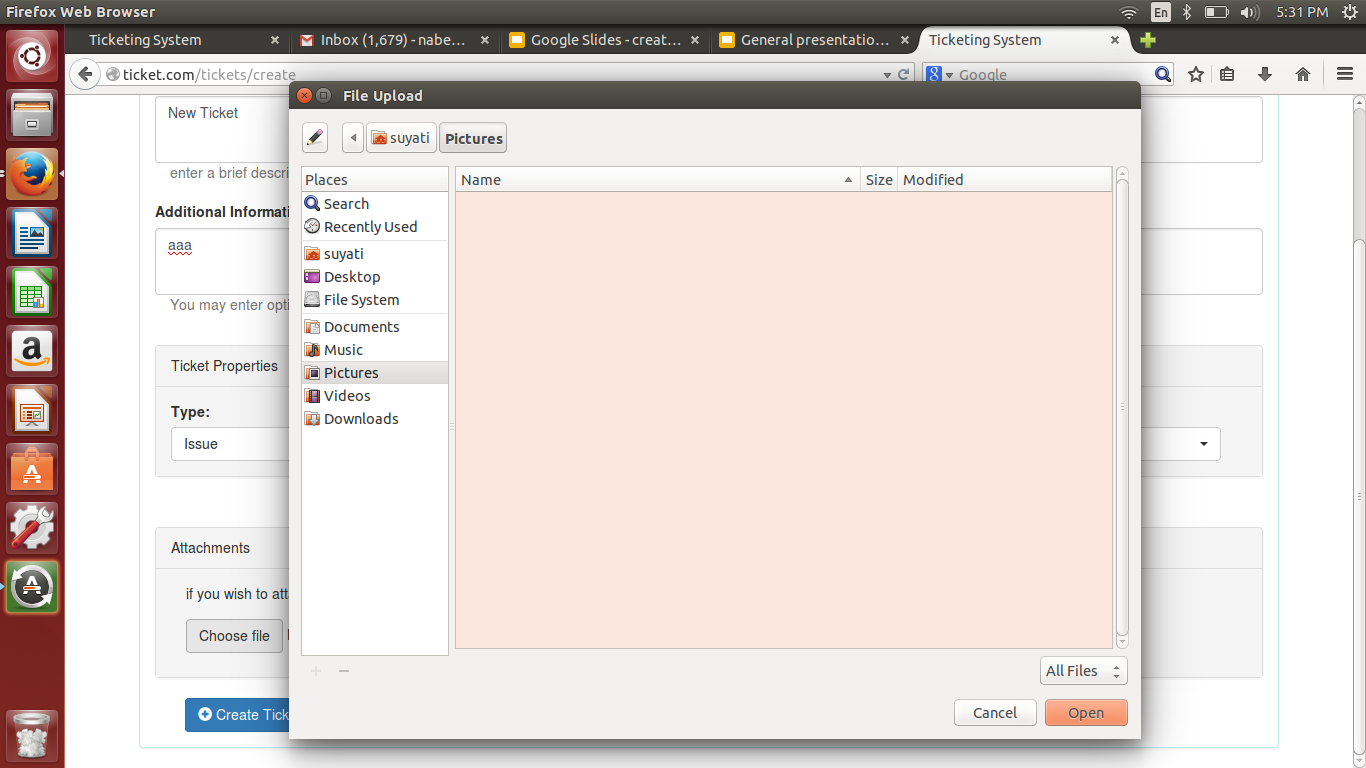 Firefox Web Browser
En
5:31 PM
Ticketing System
Inbox (1,679) - nabe...
Google Slides - creat...
General presentatio...
Ticketing System
ticket.com/tickets/create
Google
File Upload
New Ticket
enter a brief descri
Additional Informati
aaa
You may enter opti
Ticket Properties
Type:
Issue
Attachments
if you wish to att
Choose file
Create Tick
suyati
Pictures
Places
Search
Recently Used
suyati
Desktop
File System
Documents
Music
Pictures
Videos
Downloads
Name
Size
Modified
All Files
Cancel
Open